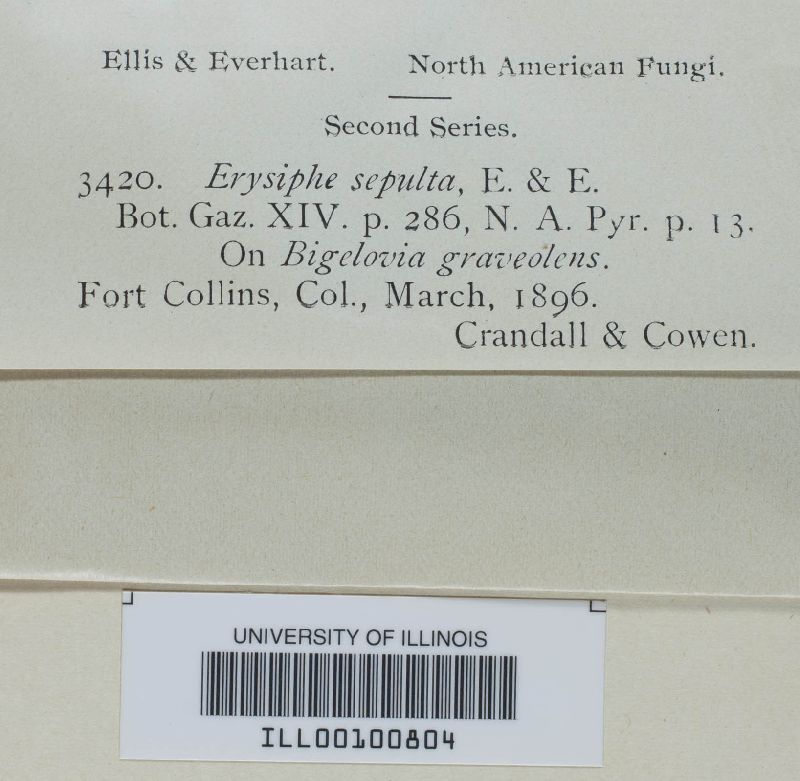 Ellis & Everhart. North American Fungi.
Second Series.
3420. Erysiphe sepulta, E. & E.
Bot. Gaz. XIV. p. 286, N. A. Pyr. p. 13.
On Bigelovia graveolens.
Fort Collins, Col., March, 1896.
Crandall & Cowen.
UNIVERSITY OF ILLINOIS
ILL00100804